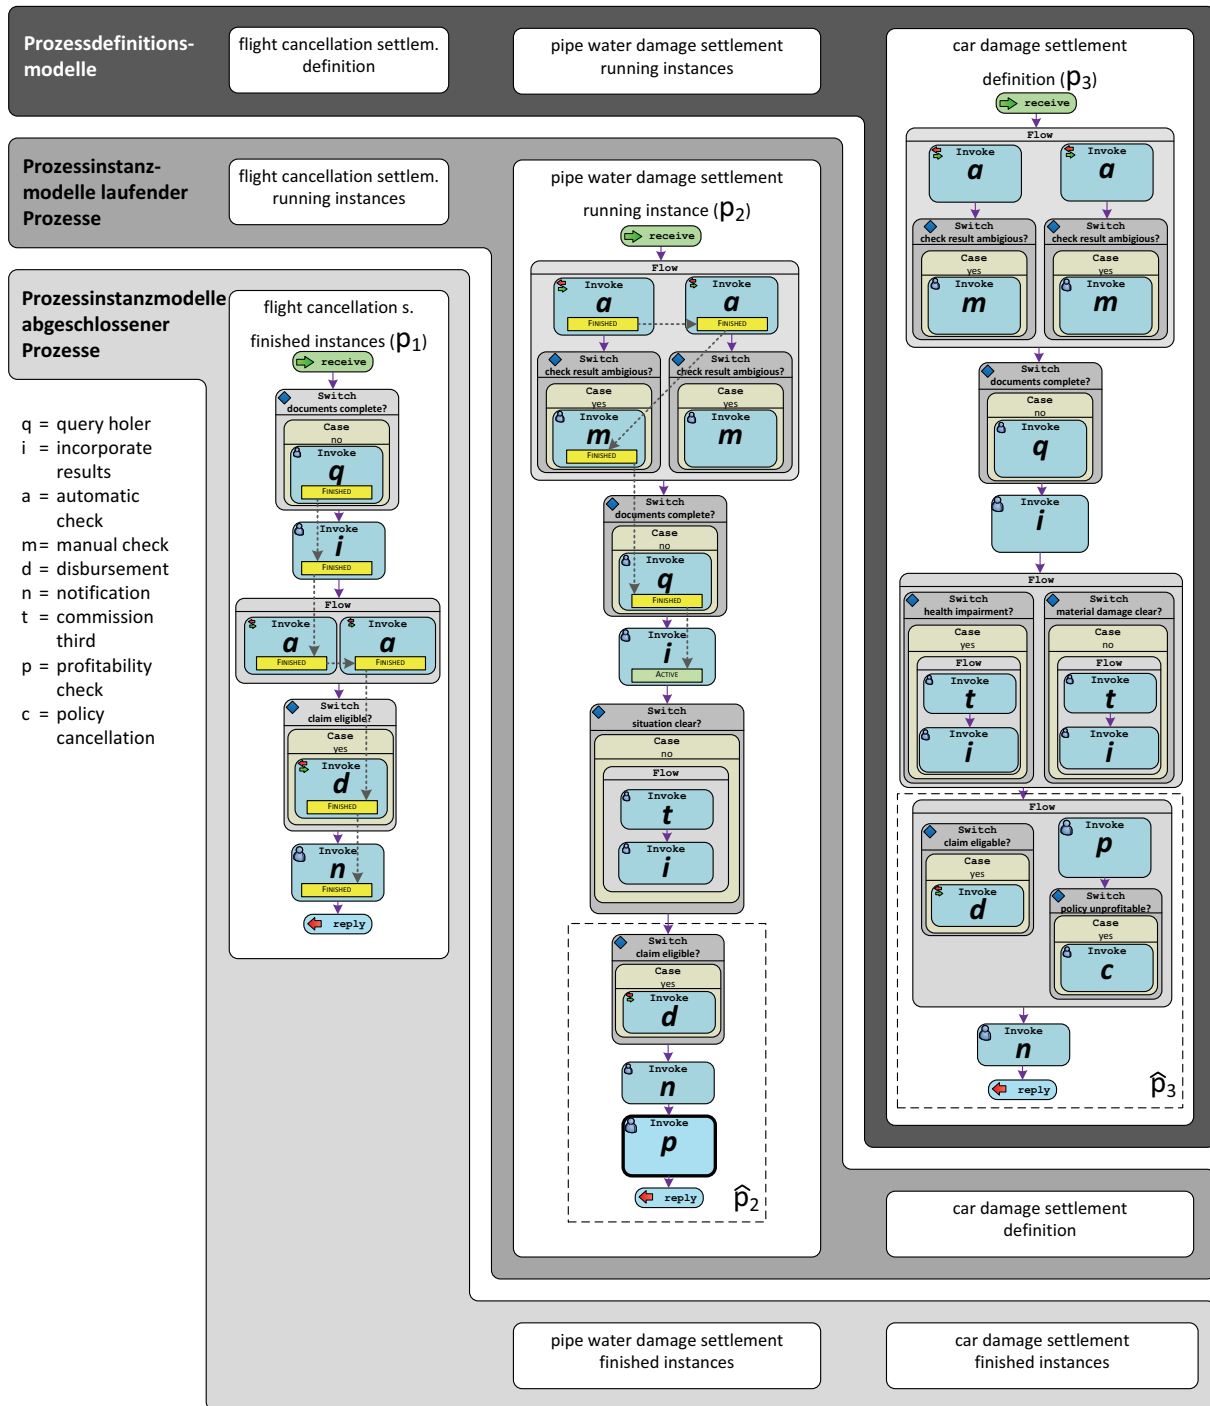 Prozessdefinitions-
modelle
flight cancellation settlem.
definition
pipe water damage settlement
running instances
car damage settlement
definition (p3)
receive
Flow
Invoke
a
Invoke
a
Switch
check result ambigious?
Case
yes
Invoke
m
Switch
check result ambigious?
Case
yes
Invoke
m
Switch
documents complete?
Case
no
Invoke
q
Invoke
i
Flow
Switch
health impairment?
Case
yes
Flow
Invoke
t
Invoke
i
Switch
material damage clear?
Case
no
Flow
Invoke
t
Invoke
i
Flow
Switch
claim eligable?
Case
yes
Invoke
d
Invoke
p
Switch
policy unprofitable?
Case
yes
Invoke
c
Invoke
n
reply
p̂3
Prozessinstanz-
modelle laufender
Prozesse
flight cancellation settlem.
running instances
pipe water damage settlement
running instance (p2)
receive
Flow
Invoke
a
FINISHED
Invoke
a
FINISHED
Switch
check result ambigious?
Case
yes
Invoke
m
FINISHED
Switch
check result ambigious?
Case
yes
Invoke
m
Switch
documents complete?
Case
no
Invoke
q
FINISHED
Invoke
i
ACTIVE
Switch
situation clear?
Case
no
Flow
Invoke
t
Invoke
i
Switch
claim eligible?
Case
yes
Invoke
d
Invoke
n
Invoke
p
reply
p̂2
car damage settlement
definition
Prozessinstanzmodelle
abgeschlossener
Prozesse
flight cancellation s.
finished instances (p1)
receive
Switch
documents complete?
Case
no
Invoke
q
FINISHED
Invoke
i
FINISHED
Flow
Invoke
a
FINISHED
Invoke
a
FINISHED
Switch
claim eligible?
Case
yes
Invoke
d
FINISHED
Invoke
n
FINISHED
reply
q = query holer
i = incorporate
results
a = automatic
check
m= manual check
d = disbursement
n = notification
t = commission
third
p = profitability
check
c = policy
cancellation
pipe water damage settlement
finished instances
car damage settlement
finished instances